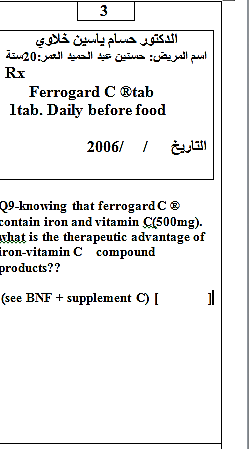 3
الدكتور حسام ياسين خلاوي
اسم المريض: حسنين عبد الحميد العمر:20سنة
Rx
Ferrogard C ®tab
1tab. Daily before food
التاريخ / /2006
Q9-knowing that ferrogard C ®
contain iron and vitamin C(500mg).
what is the therapeutic advantage of
iron-vitamin C compound
products??
(see BNF + supplement C) [ ]